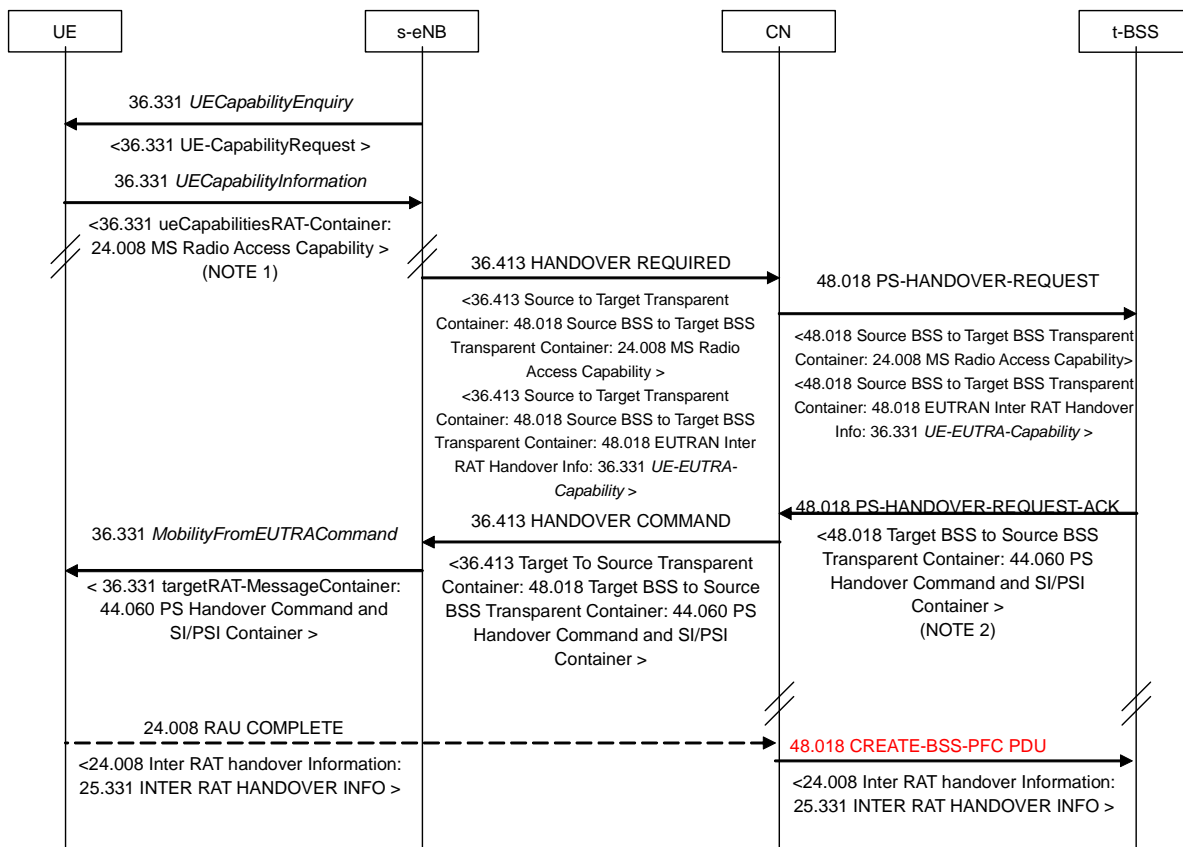 UE
s-eNB
CN
t-BSS
36.331 UECapabilityEnquiry
<36.331 UE-CapabilityRequest >
36.331 UECapabilityInformation
<36.331 ueCapabilitiesRAT-Container:
24.008 MS Radio Access Capability >
(NOTE 1)
36.413 HANDOVER REQUIRED
<36.413 Source to Target Transparent
Container: 48.018 Source BSS to Target BSS
Transparent Container: 24.008 MS Radio
Access Capability >
<36.413 Source to Target Transparent
Container: 48.018 Source BSS to Target BSS
Transparent Container: 48.018 EUTRAN Inter
RAT Handover Info: 36.331 UE-EUTRA-
Capability >
48.018 PS-HANDOVER-REQUEST
<48.018 Source BSS to Target BSS Transparent
Container: 24.008 MS Radio Access Capability>
<48.018 Source BSS to Target BSS Transparent
Container: 48.018 EUTRAN Inter RAT Handover
Info: 36.331 UE-EUTRA-Capability >
48.018 PS-HANDOVER-REQUEST-ACK
<48.018 Target BSS to Source BSS
Transparent Container: 44.060 PS
Handover Command and SI/PSI
Container >
(NOTE 2)
36.413 HANDOVER COMMAND
<36.413 Target To Source Transparent
Container: 48.018 Target BSS to Source
BSS Transparent Container: 44.060 PS
Handover Command and SI/PSI
Container >
36.331 MobilityFromEUTRACommand
< 36.331 targetRAT-MessageContainer:
44.060 PS Handover Command and
SI/PSI Container >
24.008 RAU COMPLETE
<24.008 Inter RAT handover Information:
25.331 INTER RAT HANDOVER INFO >
48.018 CREATE-BSS-PFC PDU
<24.008 Inter RAT handover Information:
25.331 INTER RAT HANDOVER INFO >